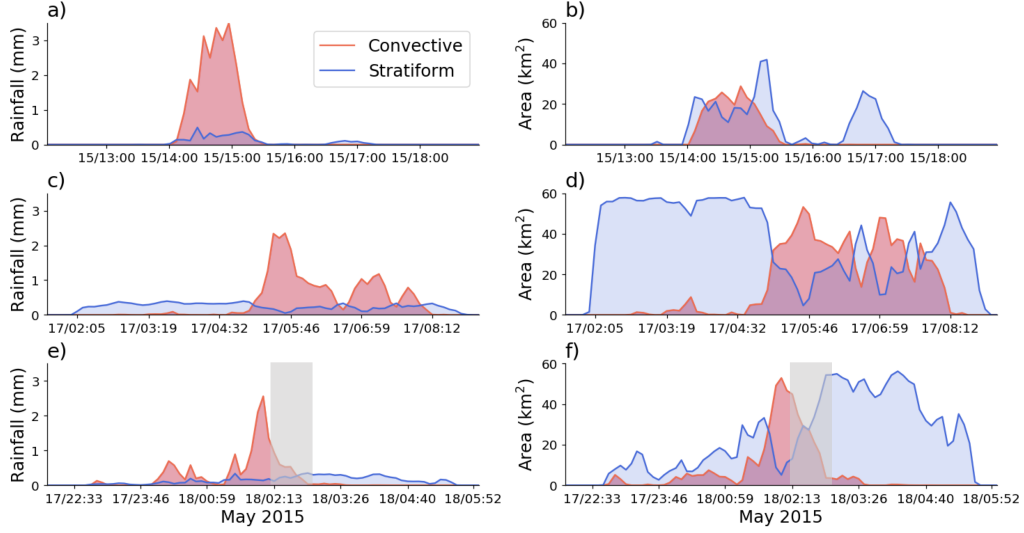 a)
Rainfall (mm)
3
2
1
0
Convective
Stratiform
15/13:00 15/14:00 15/15:00 15/16:00 15/17:00 15/18:00
b)
Area (km²)
60
40
20
0
15/13:00 15/14:00 15/15:00 15/16:00 15/17:00 15/18:00
c)
Rainfall (mm)
3
2
1
0
17/02:05 17/03:19 17/04:32 17/05:46 17/06:59 17/08:12
d)
Area (km²)
60
40
20
0
17/02:05 17/03:19 17/04:32 17/05:46 17/06:59 17/08:12
e)
Rainfall (mm)
3
2
1
0
17/22:33 17/23:46 18/00:59 18/02:13 18/03:26 18/04:40 18/05:52
May 2015
f)
Area (km²)
60
40
20
0
17/22:33 17/23:46 18/00:59 18/02:13 18/03:26 18/04:40 18/05:52
May 2015